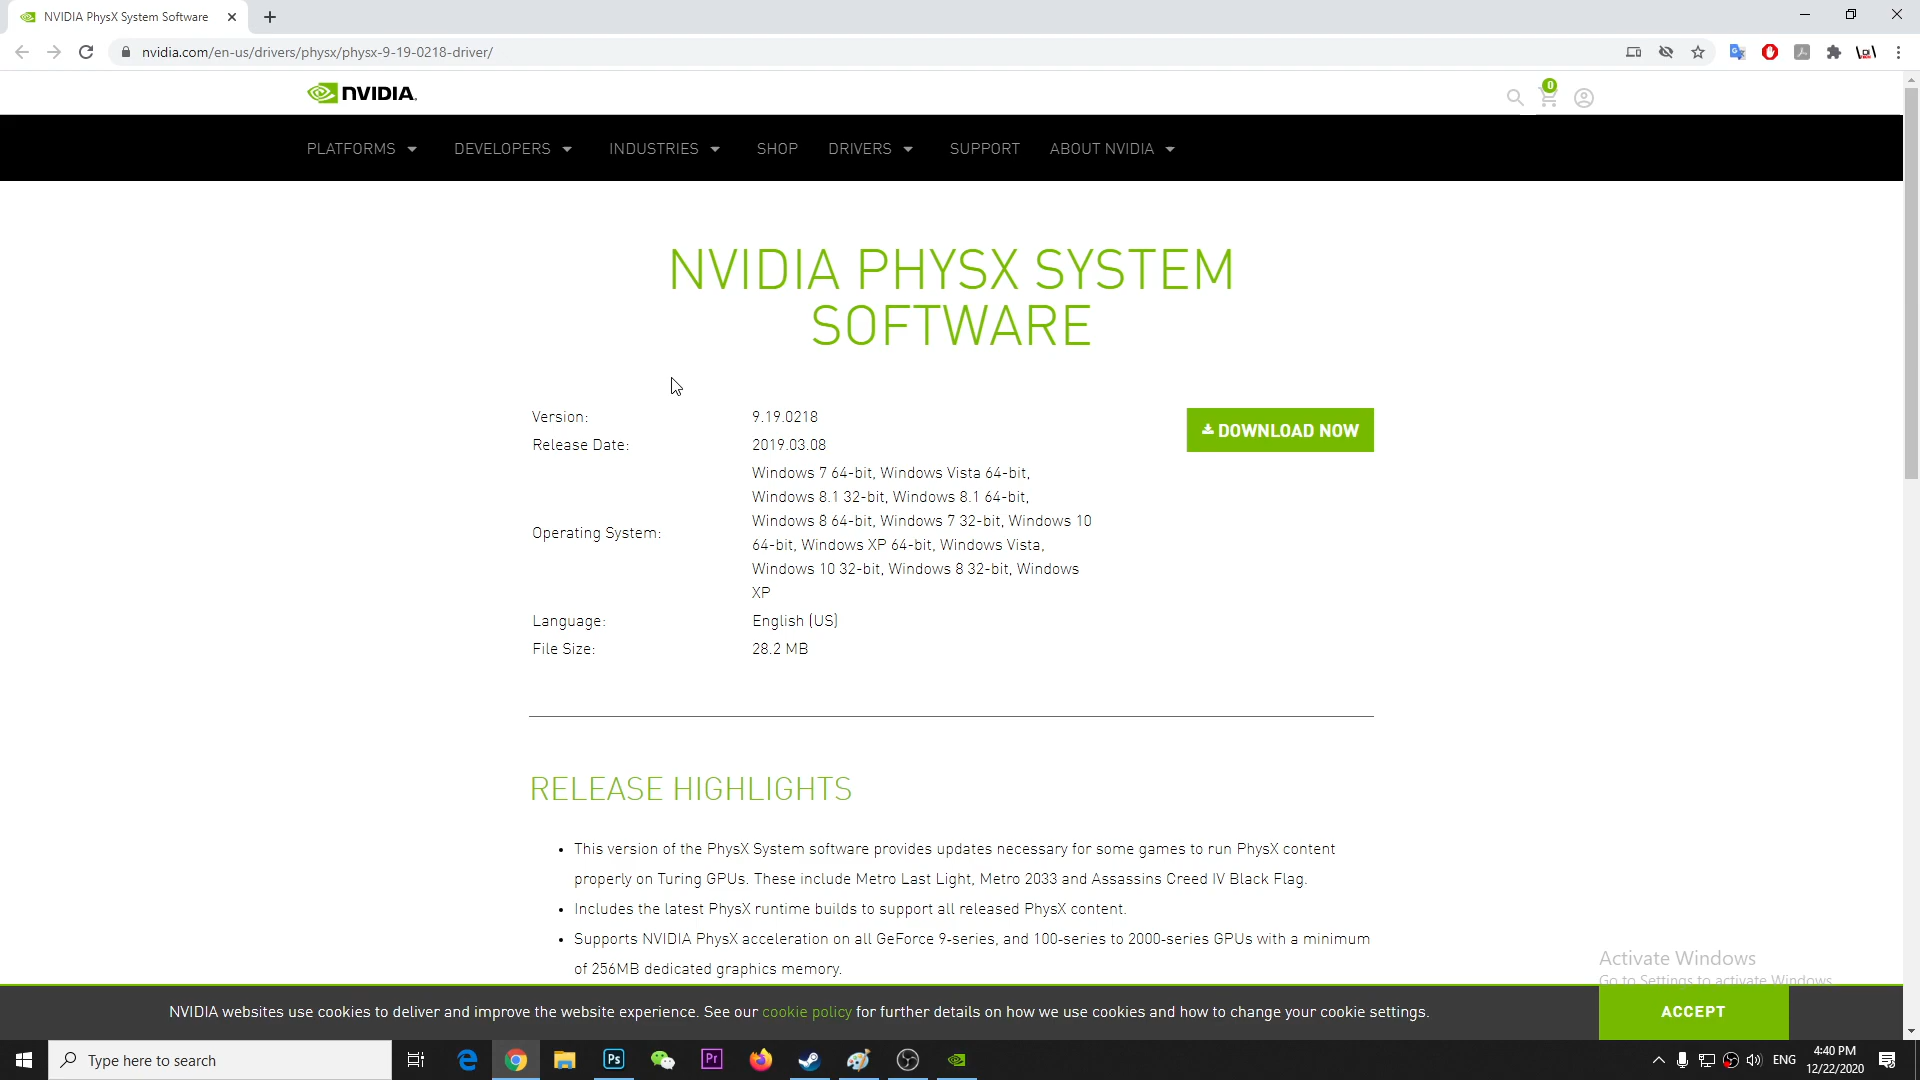 NVIDIA PhysX System Software
nvidia.com/en-us/drivers/physx/physx-9-19-0218-driver/
NVIDIA.
0
PLATFORMS
DEVELOPERS
INDUSTRIES
SHOP
DRIVERS
SUPPORT
ABOUT NVIDIA
NVIDIA PHYSX SYSTEM
SOFTWARE
Version: 9.19.0218
DOWNLOAD NOW
Release Date: 2019.03.08
Operating System:
Windows 7 64-bit, Windows Vista 64-bit,
Windows 8.1 32-bit, Windows 8.1 64-bit,
Windows 8 64-bit, Windows 7 32-bit, Windows 10
64-bit, Windows XP 64-bit, Windows Vista,
Windows 10 32-bit, Windows 8 32-bit, Windows
XP
Language: English (US)
File Size: 28.2 MB
RELEASE HIGHLIGHTS
• This version of the PhysX System software provides updates necessary for some games to run PhysX content
properly on Turing GPUs. These include Metro Last Light, Metro 2033 and Assassins Creed IV Black Flag.
• Includes the latest PhysX runtime builds to support all released PhysX content.
• Supports NVIDIA PhysX acceleration on all GeForce 9-series, and 100-series to 2000-series GPUs with a minimum
of 256MB dedicated graphics memory.
Activate Windows
Go to Settings to activate Windows.
NVIDIA websites use cookies to deliver and improve the website experience. See our cookie policy for further details on how we use cookies and how to change your cookie settings.
ACCEPT
Type here to search
Ps
Pr
ENG
4:40 PM
12/22/2020